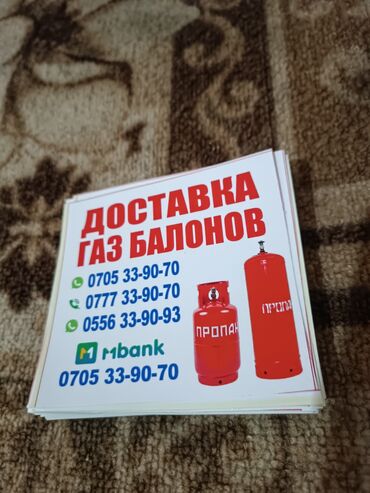 ДОСТАВКА
ГАЗ БАЛОНОВ
0705 33-90-70
0777 33-90-70
0556 33-90-93
Mbank
0705 33-90-70
ПРОПАН
ПРОПА